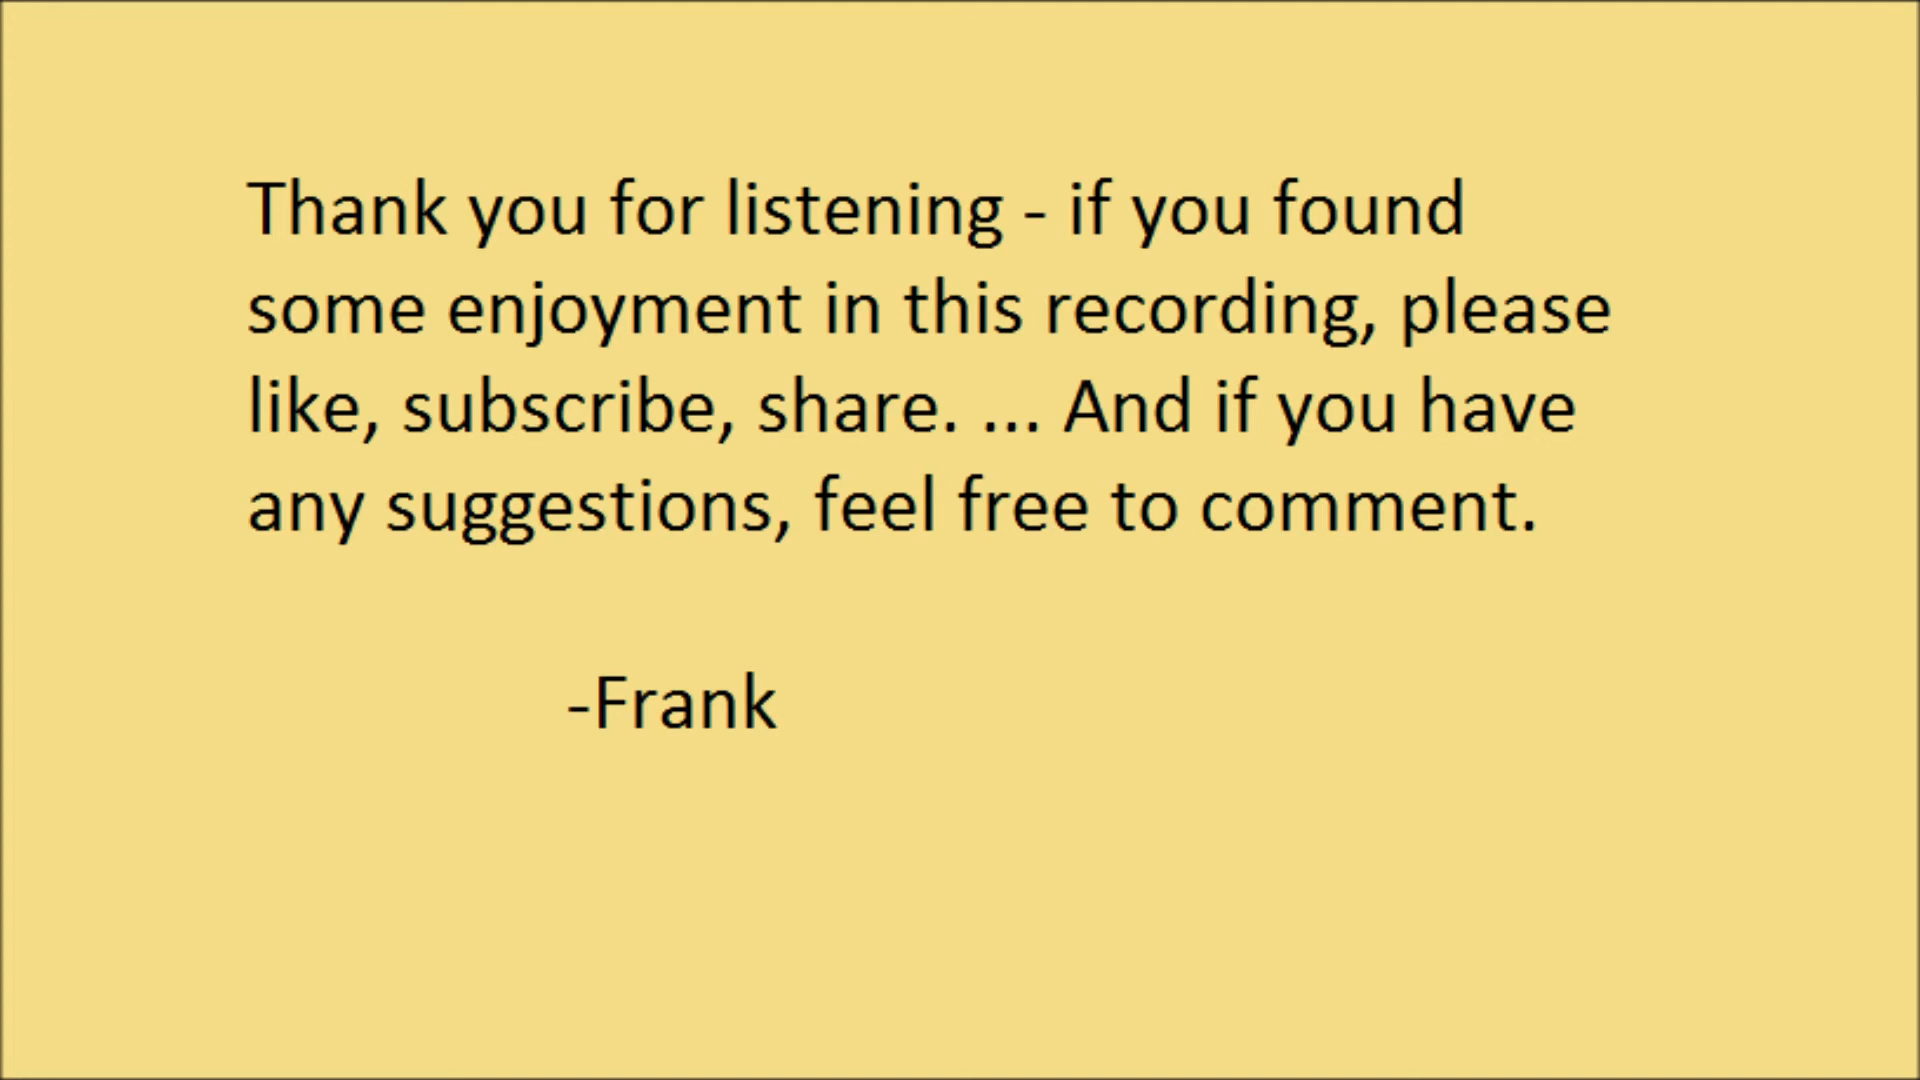 Thank you for listening - if you found
some enjoyment in this recording, please
like, subscribe, share. ... And if you have
any suggestions, feel free to comment.
-Frank